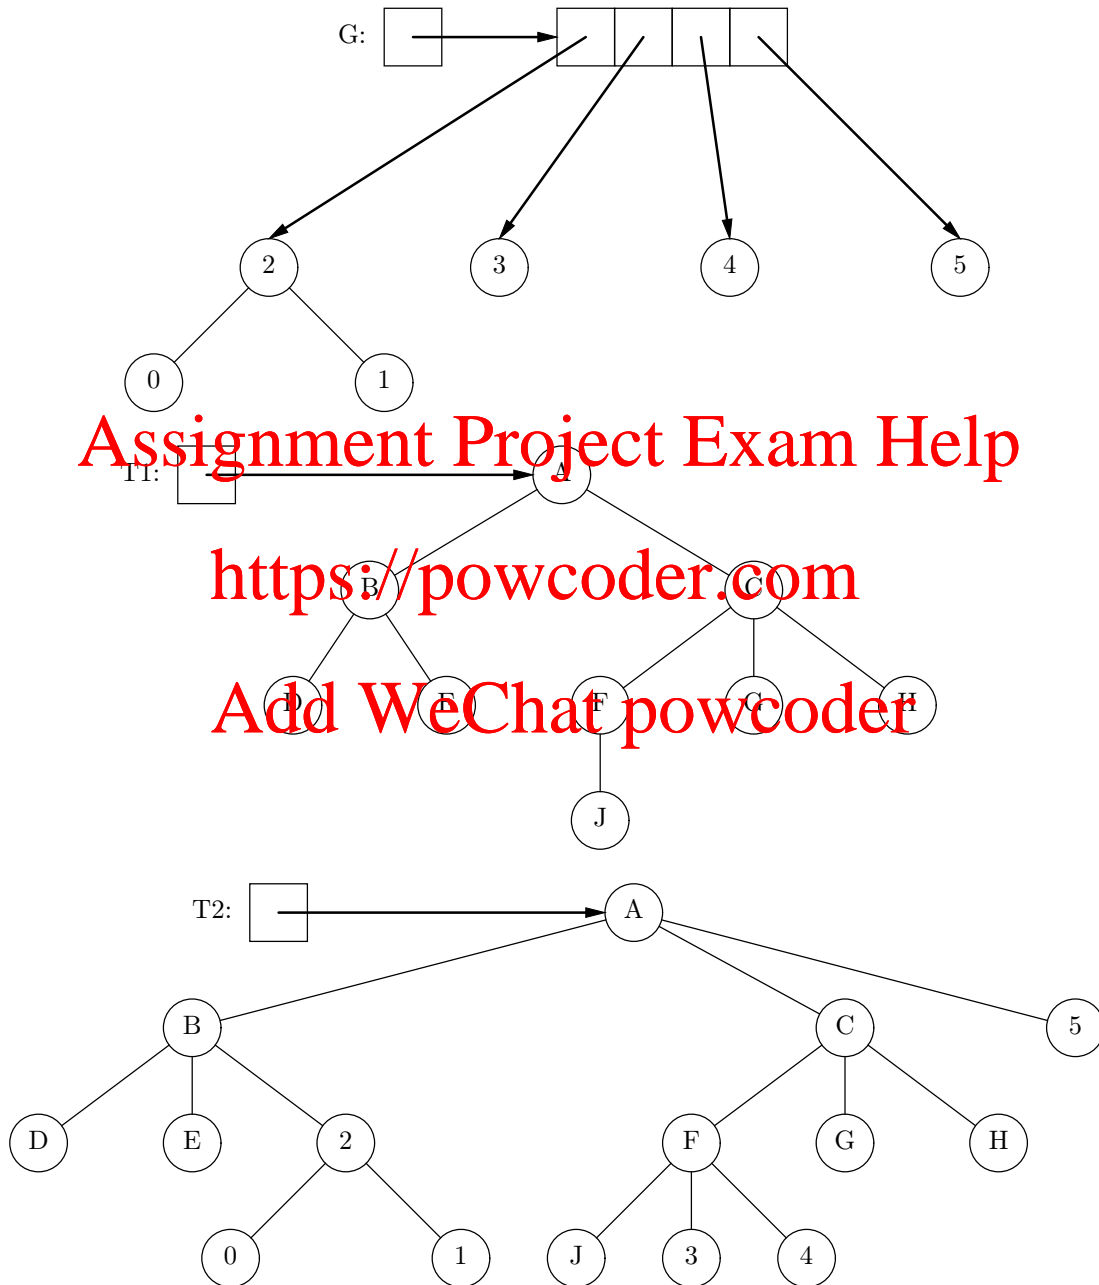 G:
2 3 4 5
0 1
Assignment Project Exam Help
T1: A
https://powcoder.com
B C
Add WeChat powcoder
D E F G H
J
T2: A
B C 5
D E 2 F G H
0 1 J 3 4